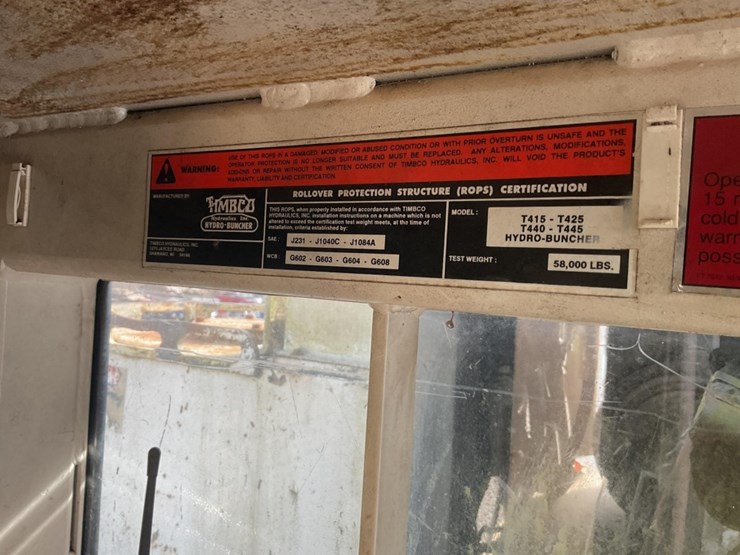 WARNING:
USE OF THIS ROPS IN A DAMAGED, MODIFIED OR ABUSED CONDITION OR WITH PRIOR OVERTURN IS UNSAFE AND THE
OPERATOR PROTECTION IS NO LONGER SUITABLE AND MUST BE REPLACED. ANY ALTERATIONS, MODIFICATIONS,
ADDITIONS OR REPAIR WITHOUT THE WRITTEN CONSENT OF TIMBCO HYDRAULICS, INC. WILL VOID THE PRODUCT'S
WARRANTY, LIABILITY AND CERTIFICATION.
MANUFACTURED BY
TIMBCO
Hydraulics Inc.
HYDRO-BUNCHER
TIMBCO HYDRAULICS, INC.
ROLLOVER PROTECTION STRUCTURE (ROPS) CERTIFICATION
THIS ROPS, when properly installed in accordance with TIMBCO
HYDRAULICS, INC. installation instructions on a machine which is not
altered to exceed the certification test weight meets, at the time of
installation, criteria established by:
SAE: J231 - J1040C - J1084A
WCB: G602 - G603 - G604 - G608
MODEL:
T415 - T425
T440 - T445
HYDRO-BUNCHER
TEST WEIGHT: 58,000 LBS.
Ope
15
cold
warr
poss